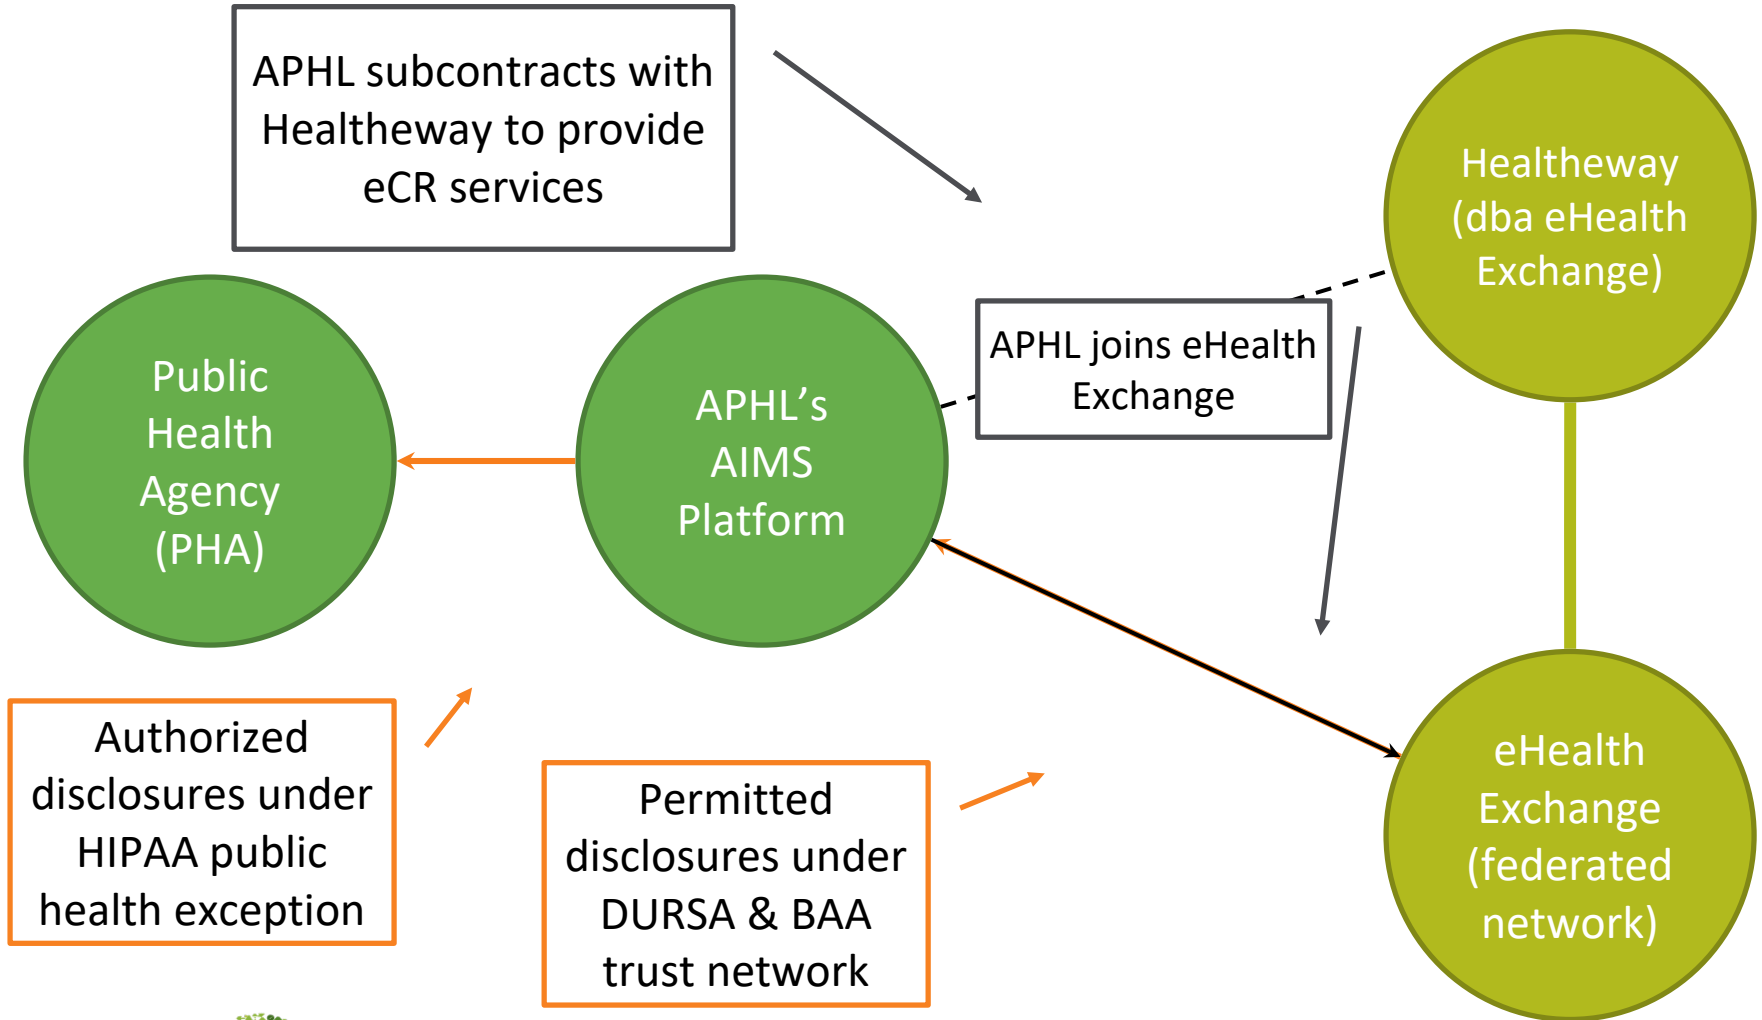 APHL subcontracts with
Healtheway to provide
eCR services
Healtheway
(dba eHealth
Exchange)
APHL joins eHealth
Exchange
Public
Health
Agency
(PHA)
APHL’s
AIMS
Platform
Authorized
disclosures under
HIPAA public
health exception
Permitted
disclosures under
DURSA & BAA
trust network
eHealth
Exchange
(federated
network)